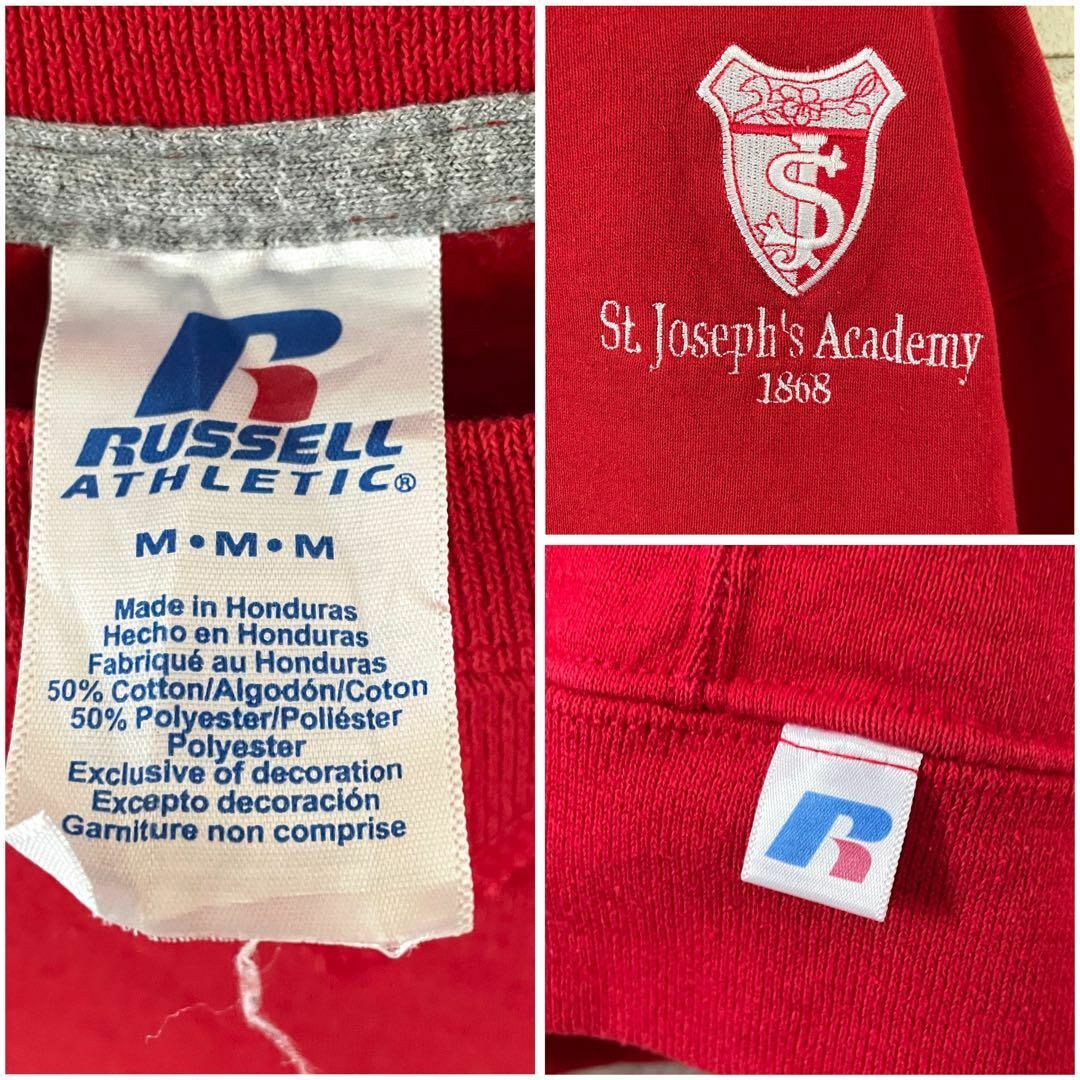 RUSSELL
ATHLETIC®
M • M • M
Made in Honduras
Hecho en Honduras
Fabriqué au Honduras
50% Cotton/Algodón/Coton
50% Polyester/Poliéster
Polyester
Exclusive of decoration
Excepto decoración
Garniture non comprise
SJ
St Joseph's Academy
1868
R